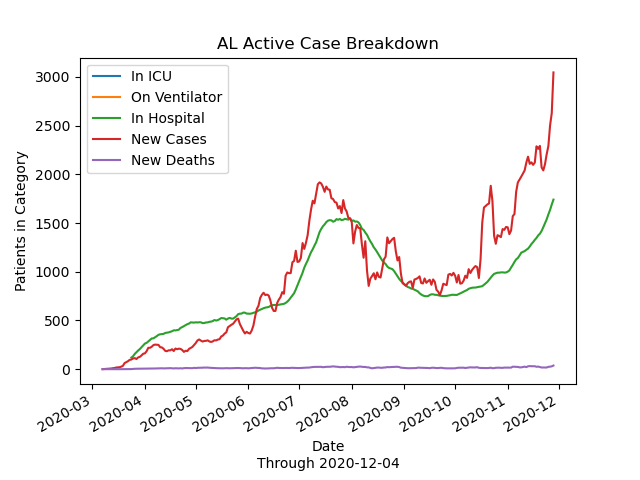 AL Active Case Breakdown
In ICU
On Ventilator
In Hospital
New Cases
New Deaths
Patients in Category
3000
2500
2000
1500
1000
500
0
2020-03
2020-04
2020-05
2020-06
2020-07
2020-08
2020-09
2020-10
2020-11
2020-12
Date
Through 2020-12-04